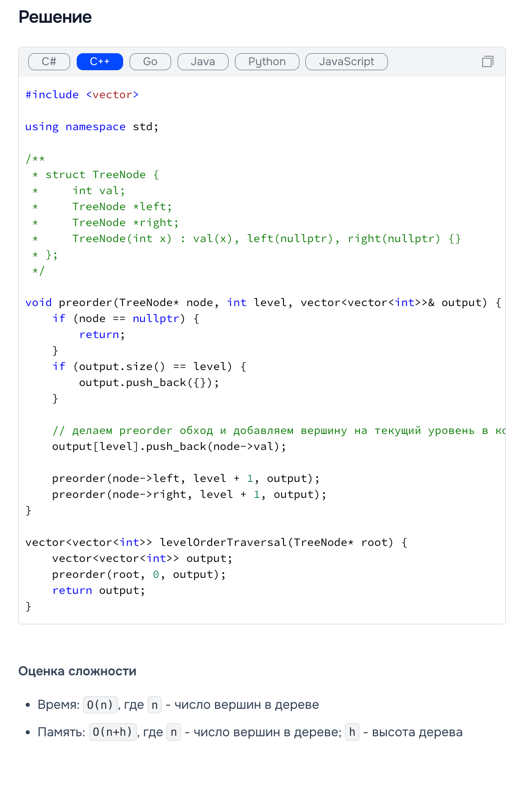 Решение
C# C++ Go Java Python JavaScript
#include <vector>
using namespace std;
/**
 * struct TreeNode {
 *     int val;
 *     TreeNode *left;
 *     TreeNode *right;
 *     TreeNode(int x) : val(x), left(nullptr), right(nullptr) {}
 * };
 */
void preorder(TreeNode* node, int level, vector<vector<int>>& output) {
    if (node == nullptr) {
        return;
    }
    if (output.size() == level) {
        output.push_back({});
    }
    // делаем preorder обход и добавляем вершину на текущий уровень в
    output[level].push_back(node->val);
    preorder(node->left, level + 1, output);
    preorder(node->right, level + 1, output);
}
vector<vector<int>> levelOrderTraversal(TreeNode* root) {
    vector<vector<int>> output;
    preorder(root, 0, output);
    return output;
}
Оценка сложности
• Время: O(n), где n - число вершин в дереве
• Память: O(n+h), где n - число вершин в дереве; h - высота дерева